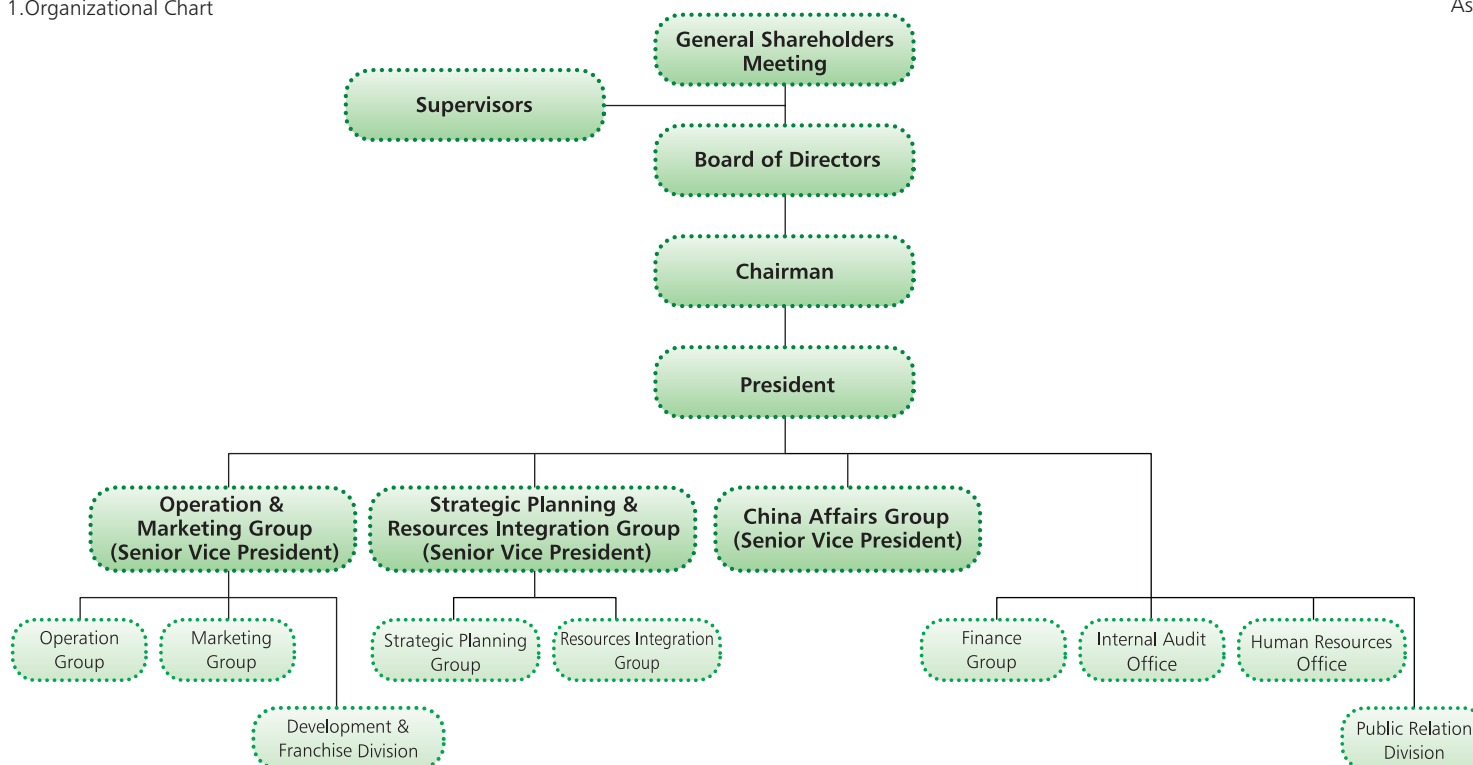 1.Organizational Chart
As
General Shareholders
Meeting
Supervisors
Board of Directors
Chairman
President
Operation &
Marketing Group
(Senior Vice President)
Strategic Planning &
Resources Integration Group
(Senior Vice President)
China Affairs Group
(Senior Vice President)
Operation
Group
Marketing
Group
Strategic Planning
Group
Resources Integration
Group
Finance
Group
Internal Audit
Office
Human Resources
Office
Development &
Franchise Division
Public Relation
Division